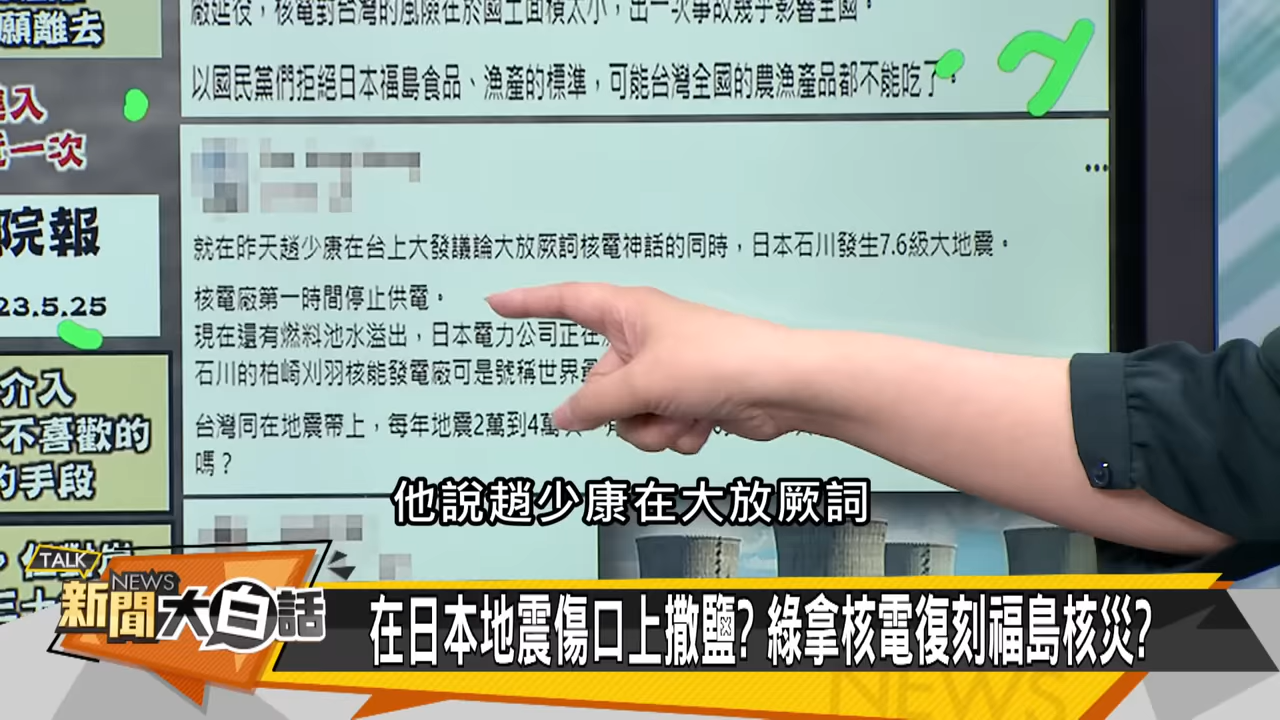 願離去
廠延役，核電對台灣的風險在於國土面積太小，出一次事故幾乎影響全國。
以國民黨們拒絕日本福島食品、漁產的標準，可能台灣全國的農漁產品都不能吃了。
進入
一次
院報
23.5.25
介入
不喜歡的
的手段
就在昨天趙少康在台上大發議論大放厥詞核電神話的同時，日本石川發生7.6級大地震。
核電廠第一時間停止供電。
現在還有燃料池水溢出，日本電力公司正在
石川的柏崎刈羽核能發電廠可是號稱世界最
台灣同在地震帶上，每年地震2萬到4萬
嗎？
他說趙少康在大放厥詞
TALK
NEWS
新聞大白話
在日本地震傷口上撒鹽? 綠拿核電復刻福島核災?
NEWS